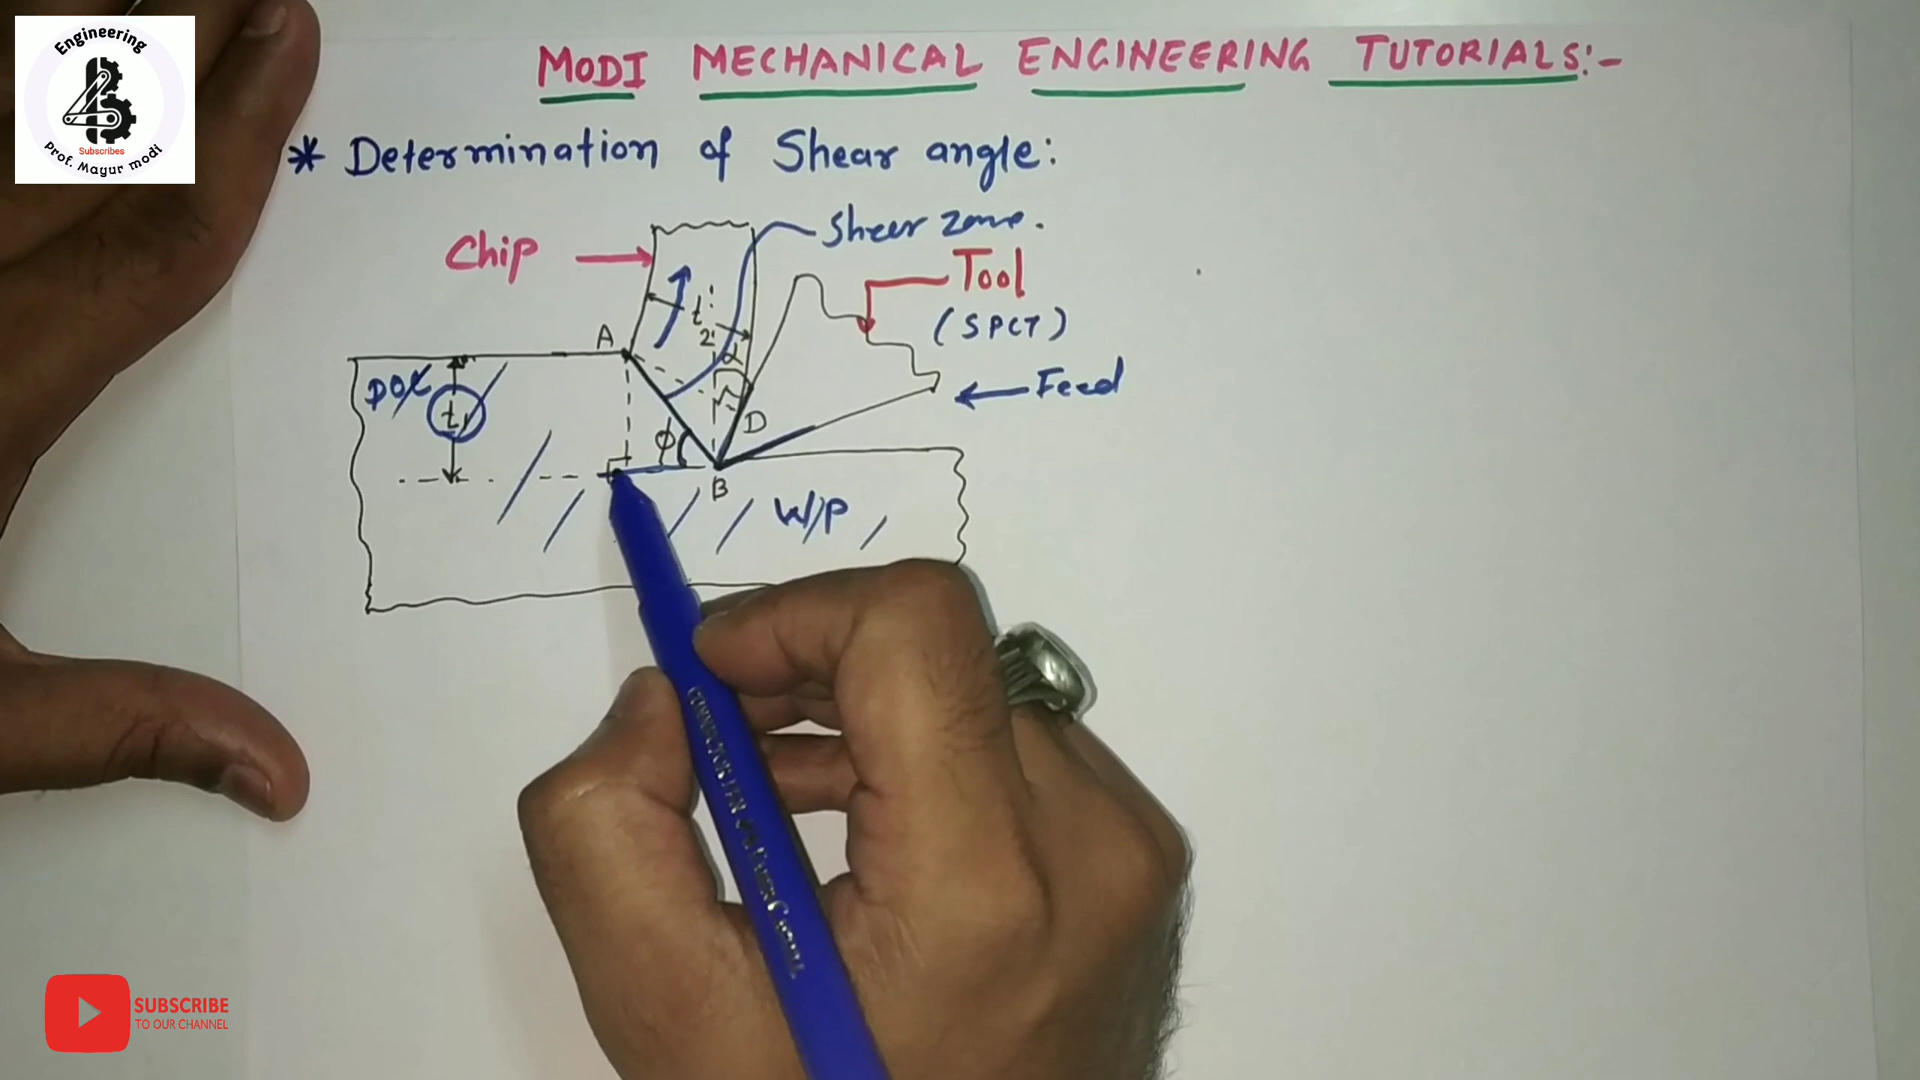 Engineering
Subscribes
Prof. Mayur modi
MODI MECHANICAL ENGINEERING TUTORIALS:-
* Determination of Shear angle:
Sheer zone.
Chip
Tool
(SPCT)
t2
A
α
DOC
t1
Feed
D
ϕ
B
W/P
SUBSCRIBE
TO OUR CHANNEL